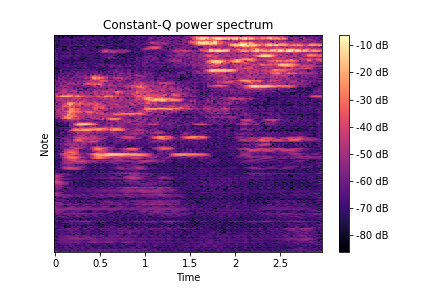 Constant-Q power spectrum
Note
-10 dB
-20 dB
-30 dB
-40 dB
-50 dB
-60 dB
-70 dB
-80 dB
0
0.5
1
1.5
2
2.5
Time